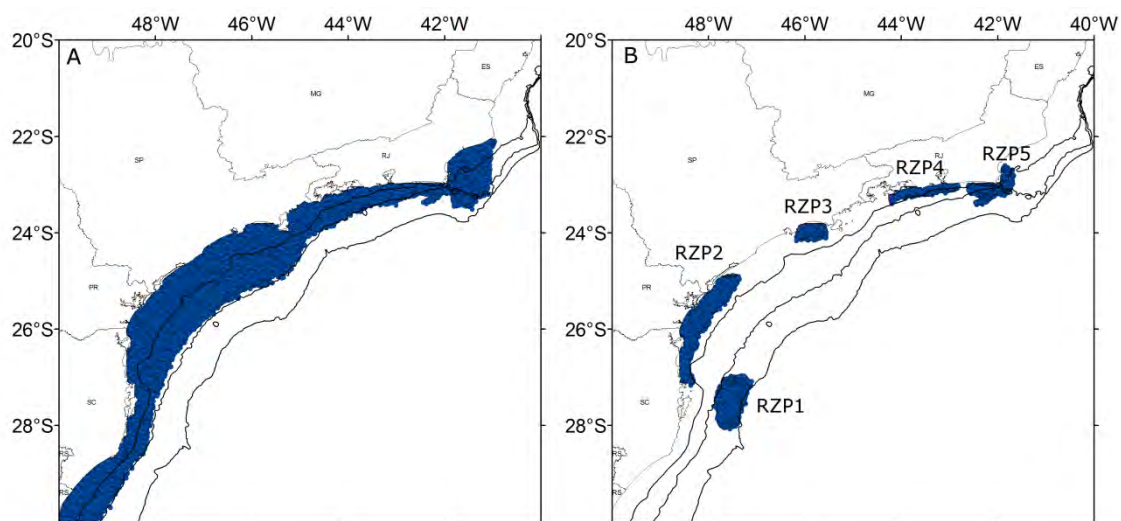 48°W 46°W 44°W 42°W 48°W 46°W 44°W 42°W 40°W
20°S A ES 20°S B ES
MG MG
22°S 22°S
SP RJ SP RJ RZP5
RZP4
24°S 24°S RZP3
RZP2
PR PR
26°S 26°S
SC SC RZP1
28°S 28°S
RS RS
RS RS